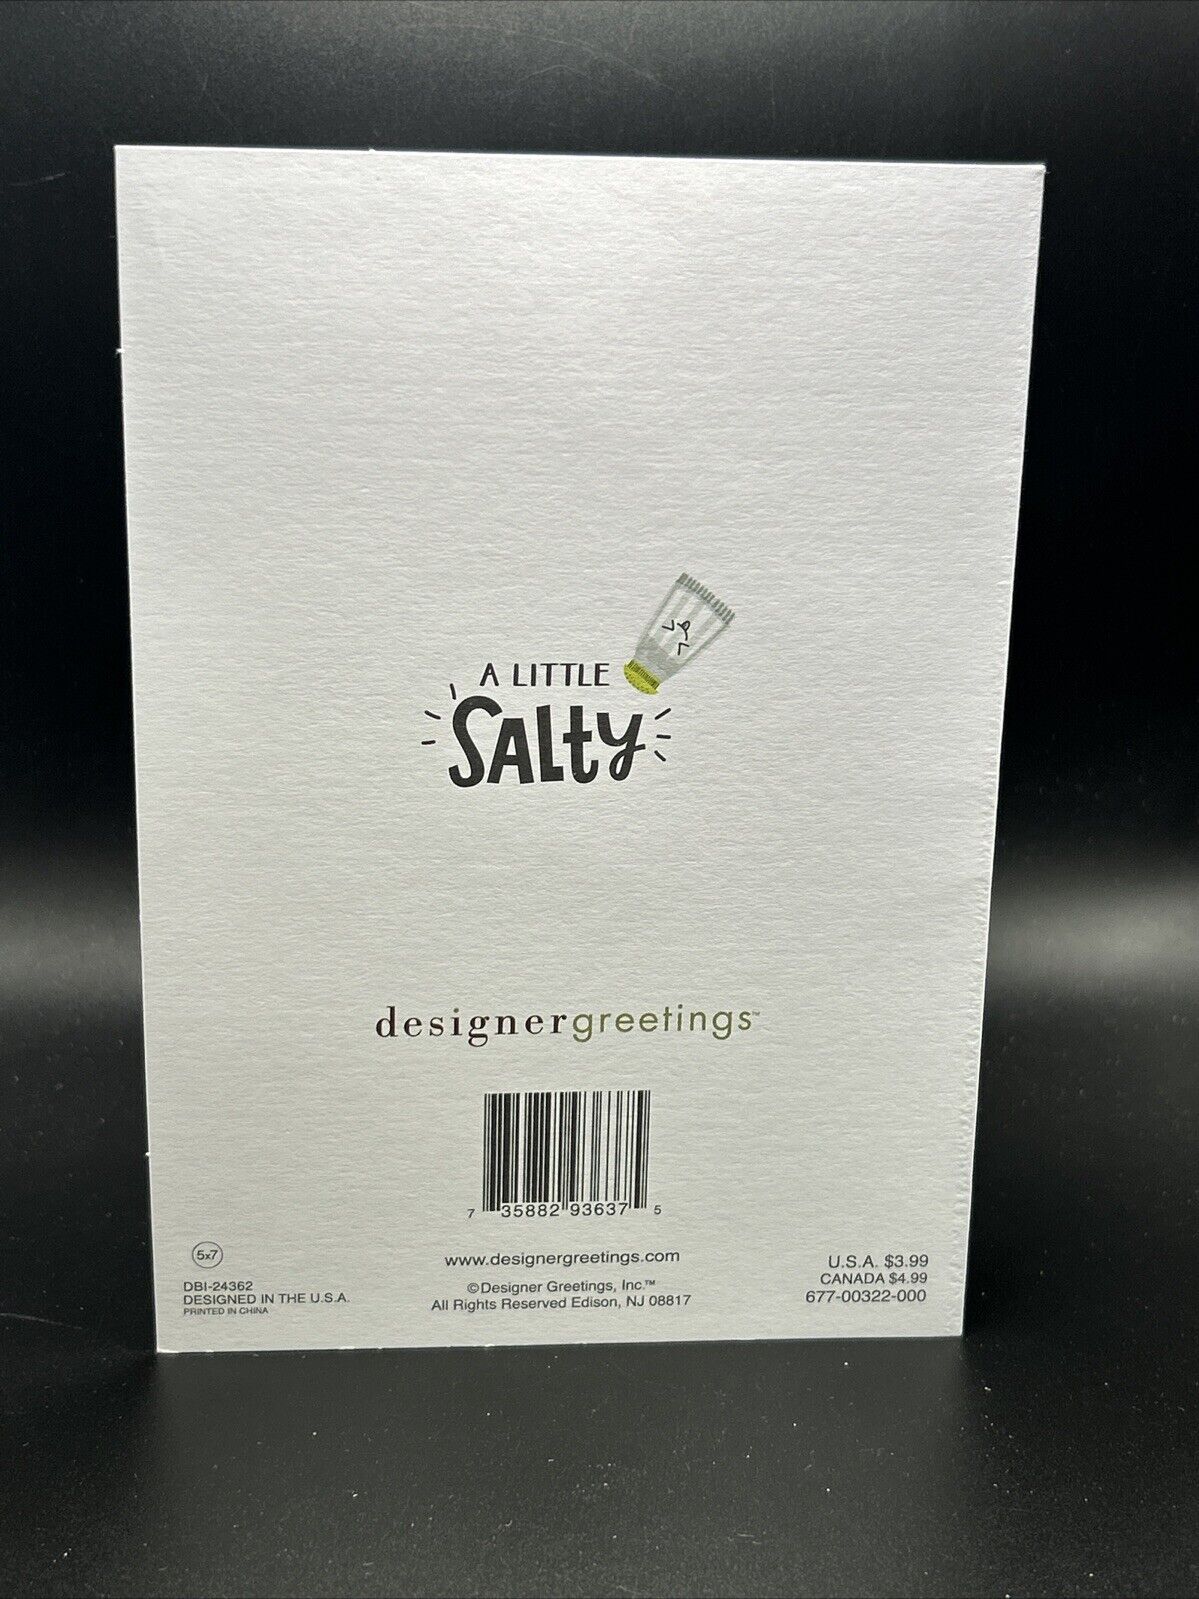 A LITTLE
SALty
designergreetings™
7 35882 93637 5
5x7
DBI-24362
DESIGNED IN THE U.S.A.
PRINTED IN CHINA
www.designergreetings.com
©Designer Greetings, Inc.™
All Rights Reserved Edison, NJ 08817
U.S.A. $3.99
CANADA $4.99
677-00322-000